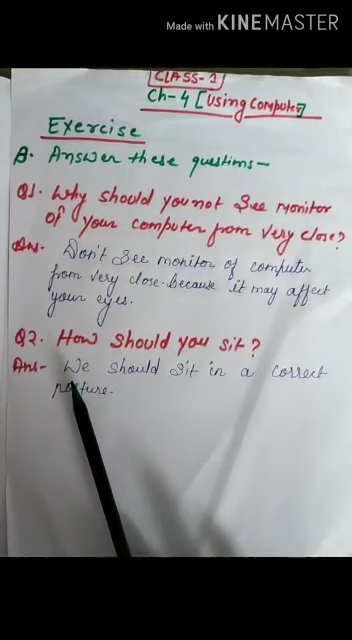 Made with KINEMASTER
CLASS-1
Ch-4 [Using Computer]
Exercise
B. Answer these questions-
Q1. Why should you not See Monitor
of your computer from very close?
Ans. Don't See monitor of computer
from very close. because it may affect
your eyes.
Q2. How should you sit?
Ans- We should Sit in a correct
posture.